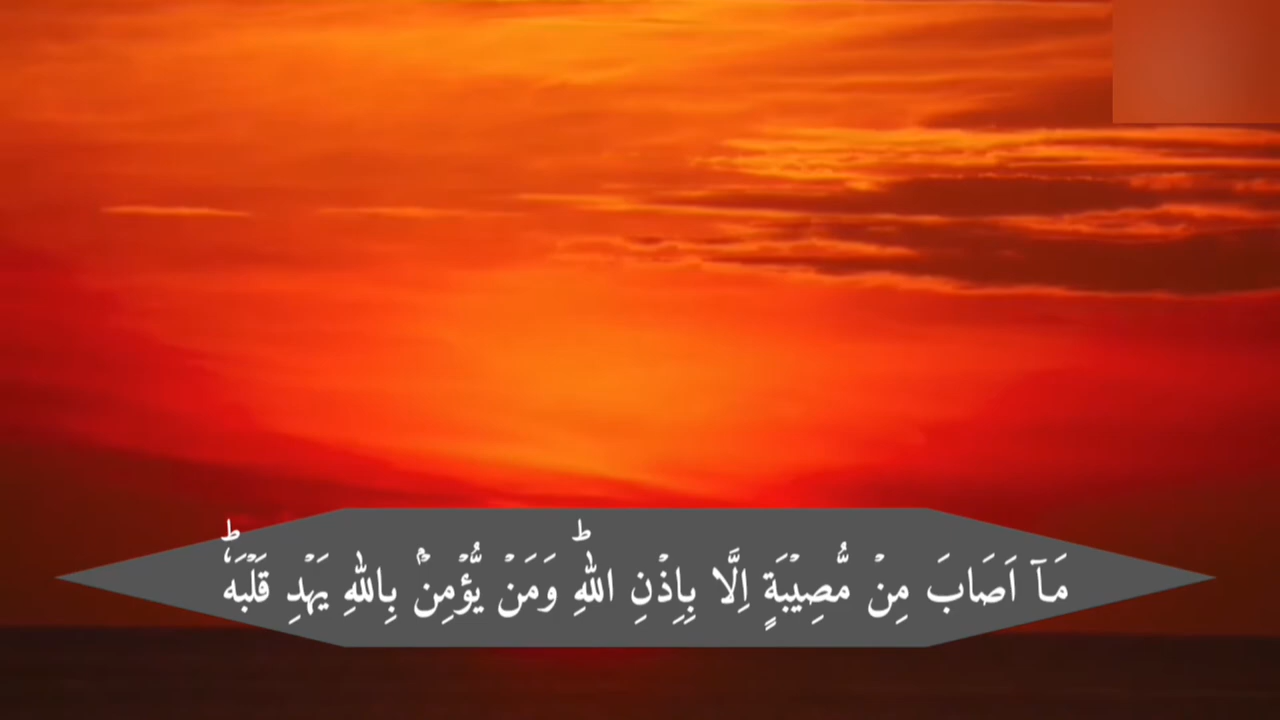 مَاۤ اَصَابَ مِنۡ مُّصِيۡبَةٍ اِلَّا بِاِذۡنِ اللّٰهِؕ وَمَنۡ يُّؤۡمِنۡۢ بِاللّٰهِ يَهۡدِ قَلۡبَهٗؕ